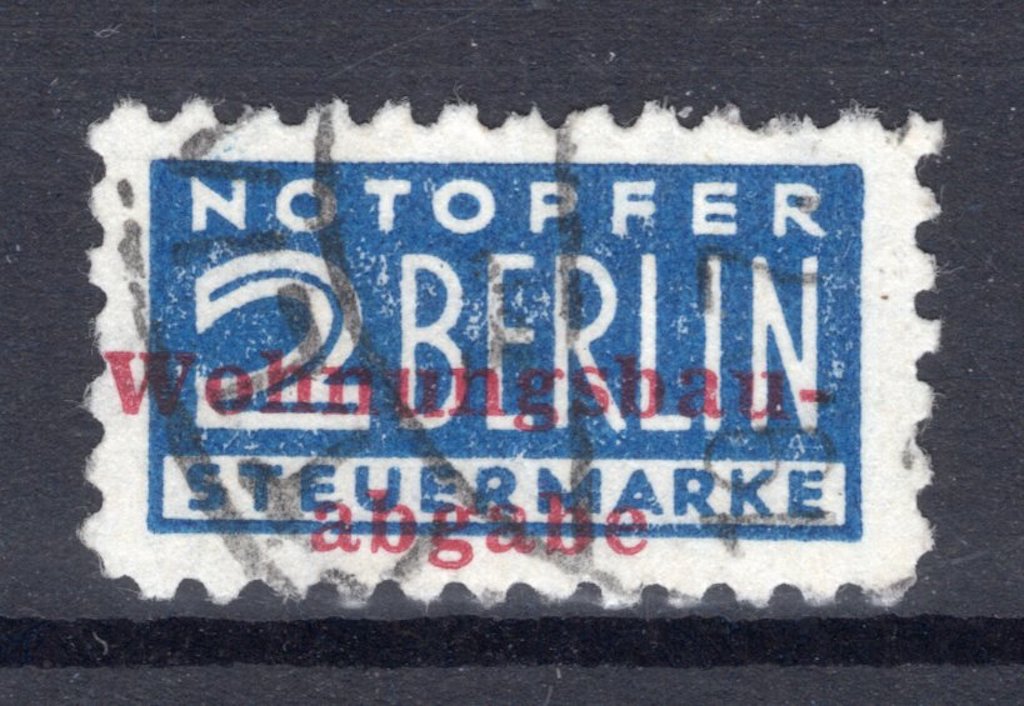 NOTOPFER
2 BERLIN
Wohnungsbau-
STEUERMARKE
abgabe